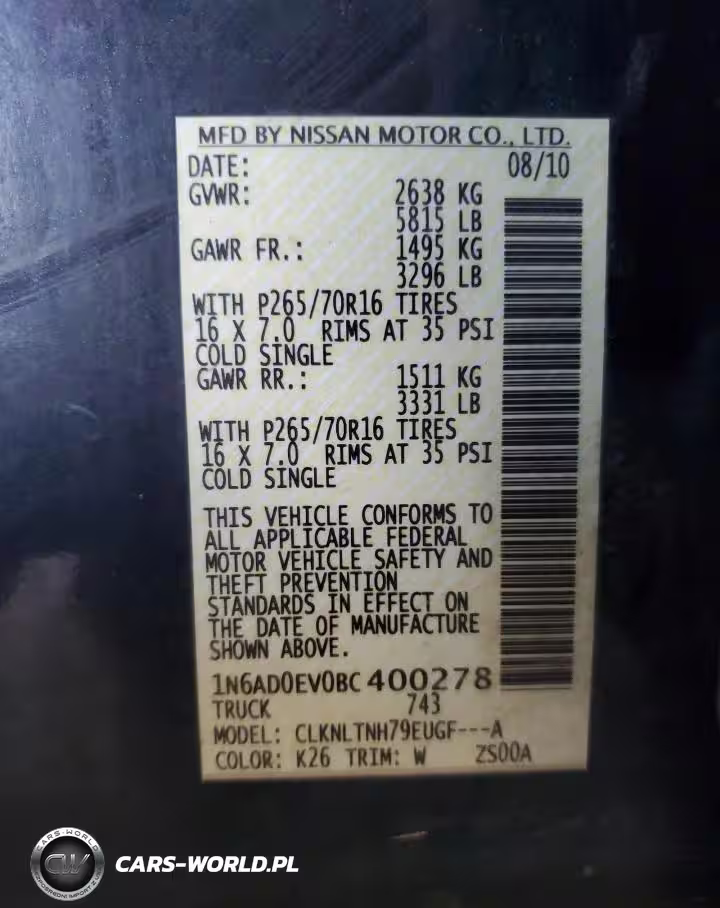 MFD BY NISSAN MOTOR CO., LTD.
DATE: 08/10
GVWR: 2638 KG
5815 LB
GAWR FR.: 1495 KG
3296 LB
WITH P265/70R16 TIRES
16 X 7.0 RIMS AT 35 PSI
COLD SINGLE
GAWR RR.: 1511 KG
3331 LB
WITH P265/70R16 TIRES
16 X 7.0 RIMS AT 35 PSI
COLD SINGLE
THIS VEHICLE CONFORMS TO
ALL APPLICABLE FEDERAL
MOTOR VEHICLE SAFETY AND
THEFT PREVENTION
STANDARDS IN EFFECT ON
THE DATE OF MANUFACTURE
SHOWN ABOVE.
1N6AD0EV0BC400278
TRUCK 743
MODEL: CLKNLTNH79EUGF---A
COLOR: K26 TRIM: W ZS00A
CARS-WORLD
CW
CARS-WORLD.PL